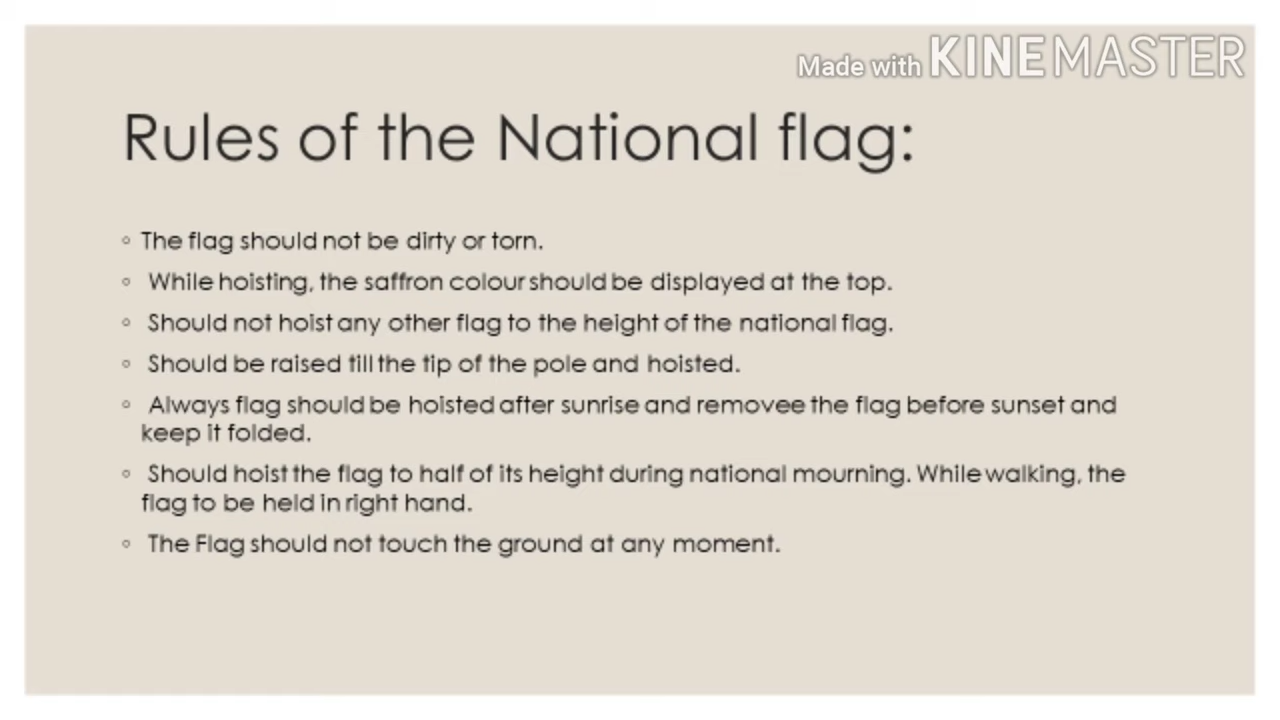 Made with KINEMASTER
Rules of the National flag:
◦ The flag should not be dirty or torn.
◦ While hoisting, the saffron colour should be displayed at the top.
◦ Should not hoist any other flag to the height of the national flag.
◦ Should be raised till the tip of the pole and hoisted.
◦ Always flag should be hoisted after sunrise and removee the flag before sunset and
keep it folded.
◦ Should hoist the flag to half of its height during national mourning. While walking, the
flag to be held in right hand.
◦ The Flag should not touch the ground at any moment.